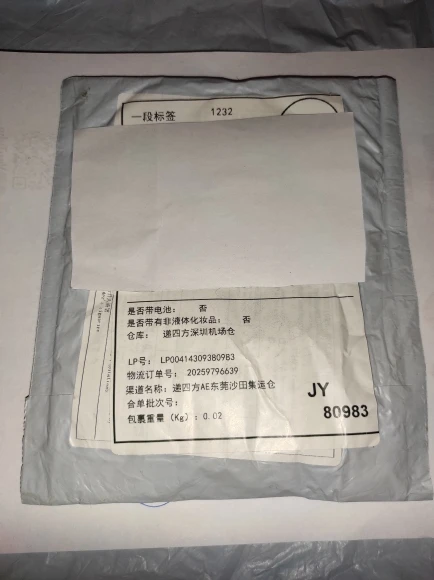 一段标签 1232
是否带电池： 否
是否带有非液体化妆品： 否
仓库： 递四方深圳机场仓
LP号： LP00414309380983
物流订单号： 20259796639
渠道名称：递四方AE东莞沙田集运仓
合单批次号：
包裹重量（Kg）：0.02
JY
80983